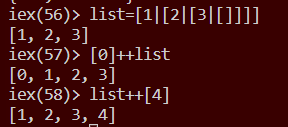 iex(56)> list=[1|[2|[3|[]]]]
[1, 2, 3]
iex(57)> [0]++list
[0, 1, 2, 3]
iex(58)> list++[4]
[1, 2, 3, 4]